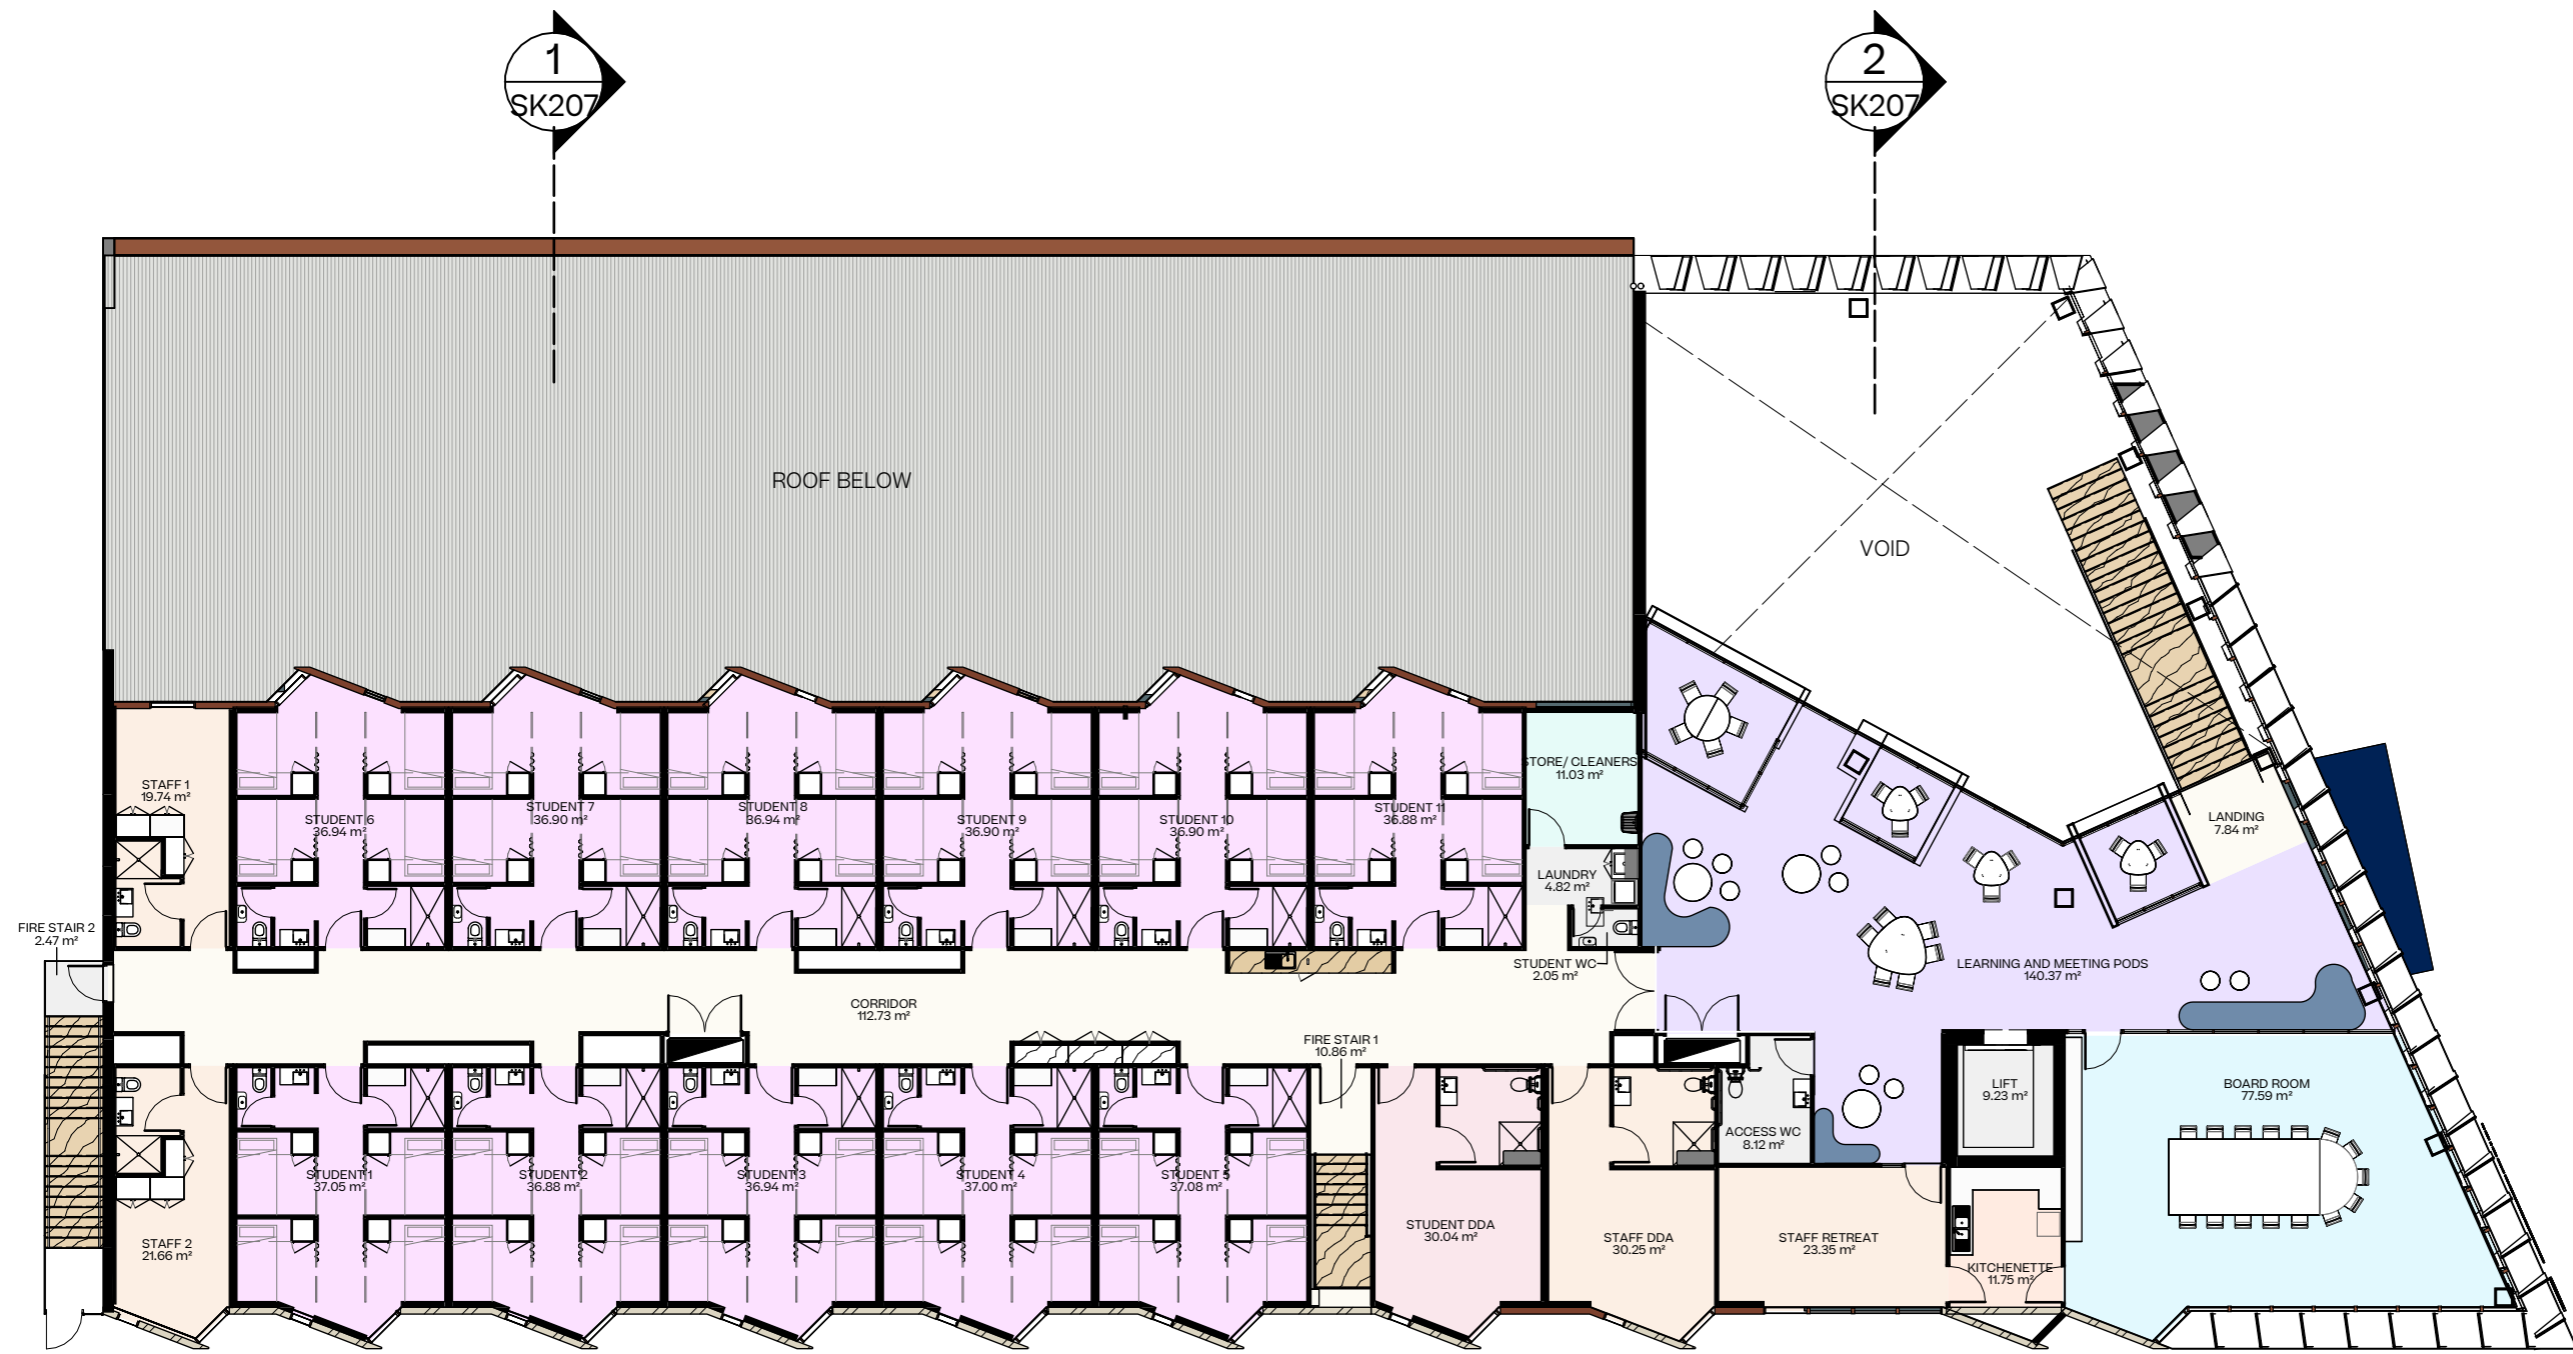 1
SK207
2
SK207
ROOF BELOW
VOID
STAFF 1
19.74 m²
STUDENT 6
36.94 m²
STUDENT 7
36.90 m²
STUDENT 8
36.94 m²
STUDENT 9
36.90 m²
STUDENT 10
36.90 m²
STUDENT 11
36.88 m²
STORE/ CLEANERS
11.03 m²
LANDING
7.84 m²
LAUNDRY
4.82 m²
FIRE STAIR 2
2.47 m²
STUDENT WC
2.05 m²
LEARNING AND MEETING PODS
140.37 m²
CORRIDOR
112.73 m²
FIRE STAIR 1
10.86 m²
LIFT
9.23 m²
BOARD ROOM
77.59 m²
ACCESS WC
8.12 m²
STUDENT 1
37.05 m²
STUDENT 2
36.88 m²
STUDENT 3
36.94 m²
STUDENT 4
37.00 m²
STUDENT 5
37.08 m²
STUDENT DDA
30.04 m²
STAFF DDA
30.25 m²
STAFF RETREAT
23.35 m²
STAFF 2
21.66 m²
KITCHENETTE
11.75 m²